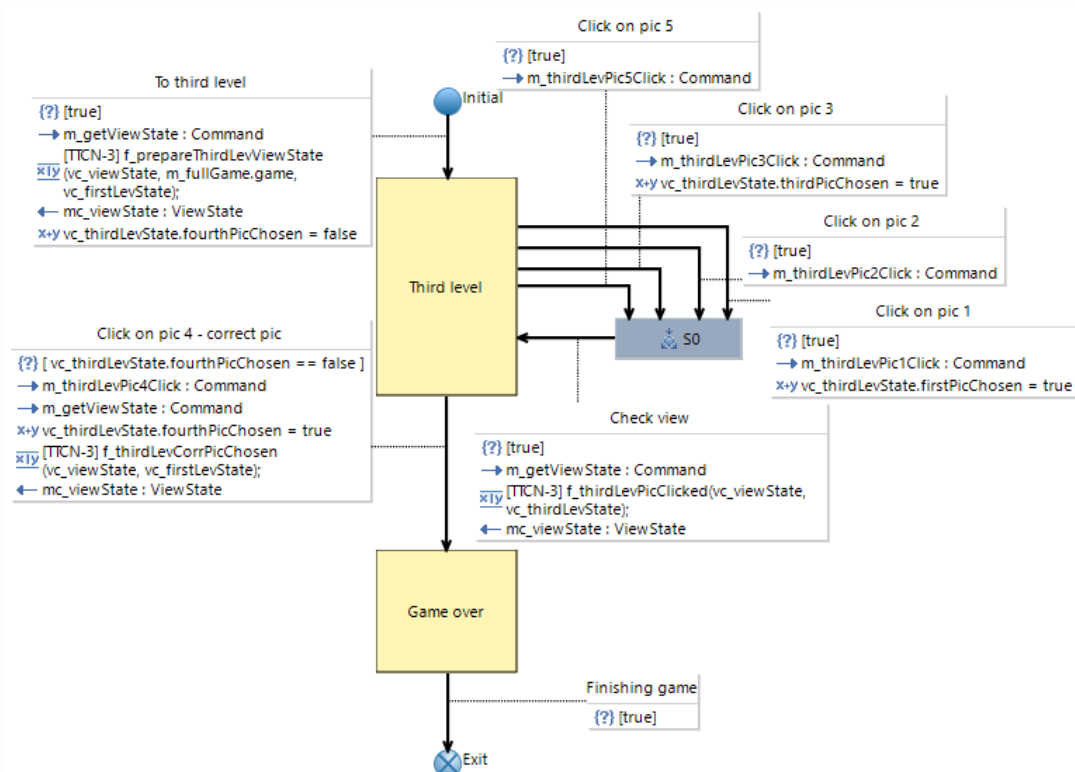 Click on pic 5
{?} [true]
m_thirdLevPic5Click : Command
To third level
{?} [true]
m_getViewState : Command
x|y [TTCN-3] f_prepareThirdLevViewState
(vc_viewState, m_fullGame.game,
vc_firstLevState);
mc_viewState : ViewState
x+y vc_thirdLevState.fourthPicChosen = false
Initial
Click on pic 3
{?} [true]
m_thirdLevPic3Click : Command
x+y vc_thirdLevState.thirdPicChosen = true
Click on pic 2
{?} [true]
m_thirdLevPic2Click : Command
Third level
S0
Click on pic 1
{?} [true]
m_thirdLevPic1Click : Command
x+y vc_thirdLevState.firstPicChosen = true
Click on pic 4 - correct pic
{?} [ vc_thirdLevState.fourthPicChosen == false ]
m_thirdLevPic4Click : Command
m_getViewState : Command
x+y vc_thirdLevState.fourthPicChosen = true
x|y [TTCN-3] f_thirdLevCorrPicChosen
(vc_viewState, vc_firstLevState);
mc_viewState : ViewState
Check view
{?} [true]
m_getViewState : Command
x|y [TTCN-3] f_thirdLevPicClicked(vc_viewState,
vc_thirdLevState);
mc_viewState : ViewState
Game over
Finishing game
{?} [true]
Exit